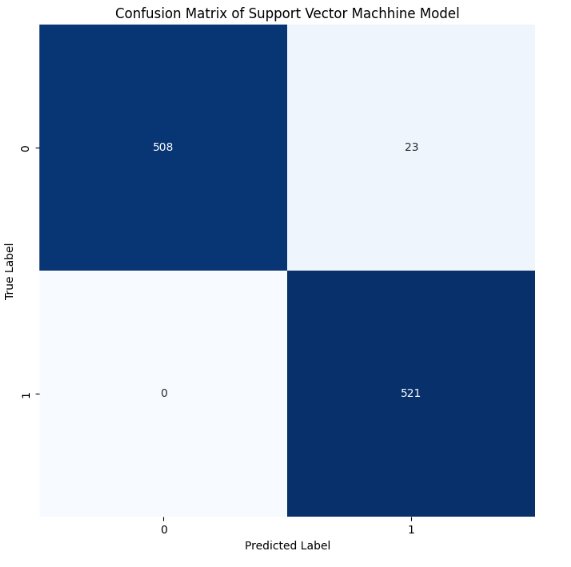 Confusion Matrix of Support Vector Machhine Model
0
508
23
True Label
1
0
521
0
1
Predicted Label